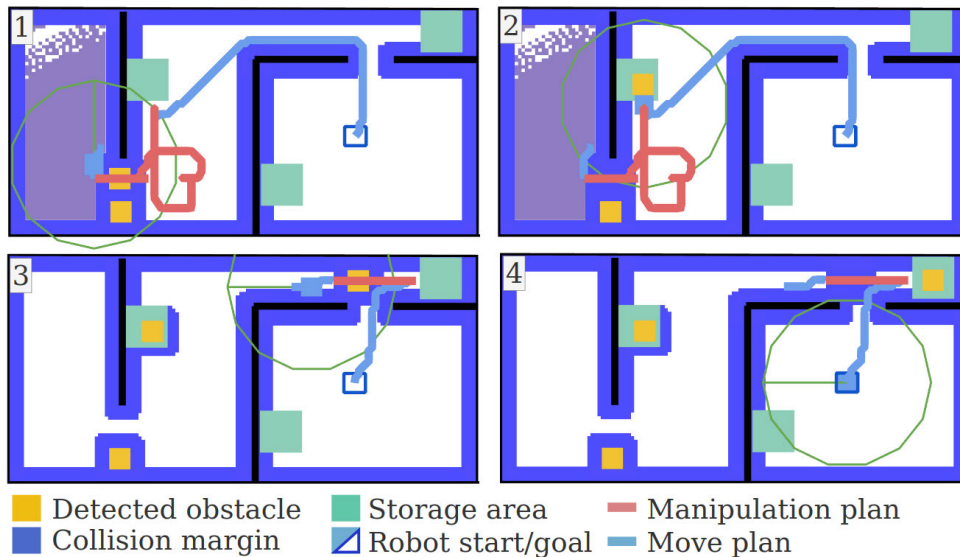 1
2
3
4
Detected obstacle
Storage area
Manipulation plan
Collision margin
Robot start/goal
Move plan